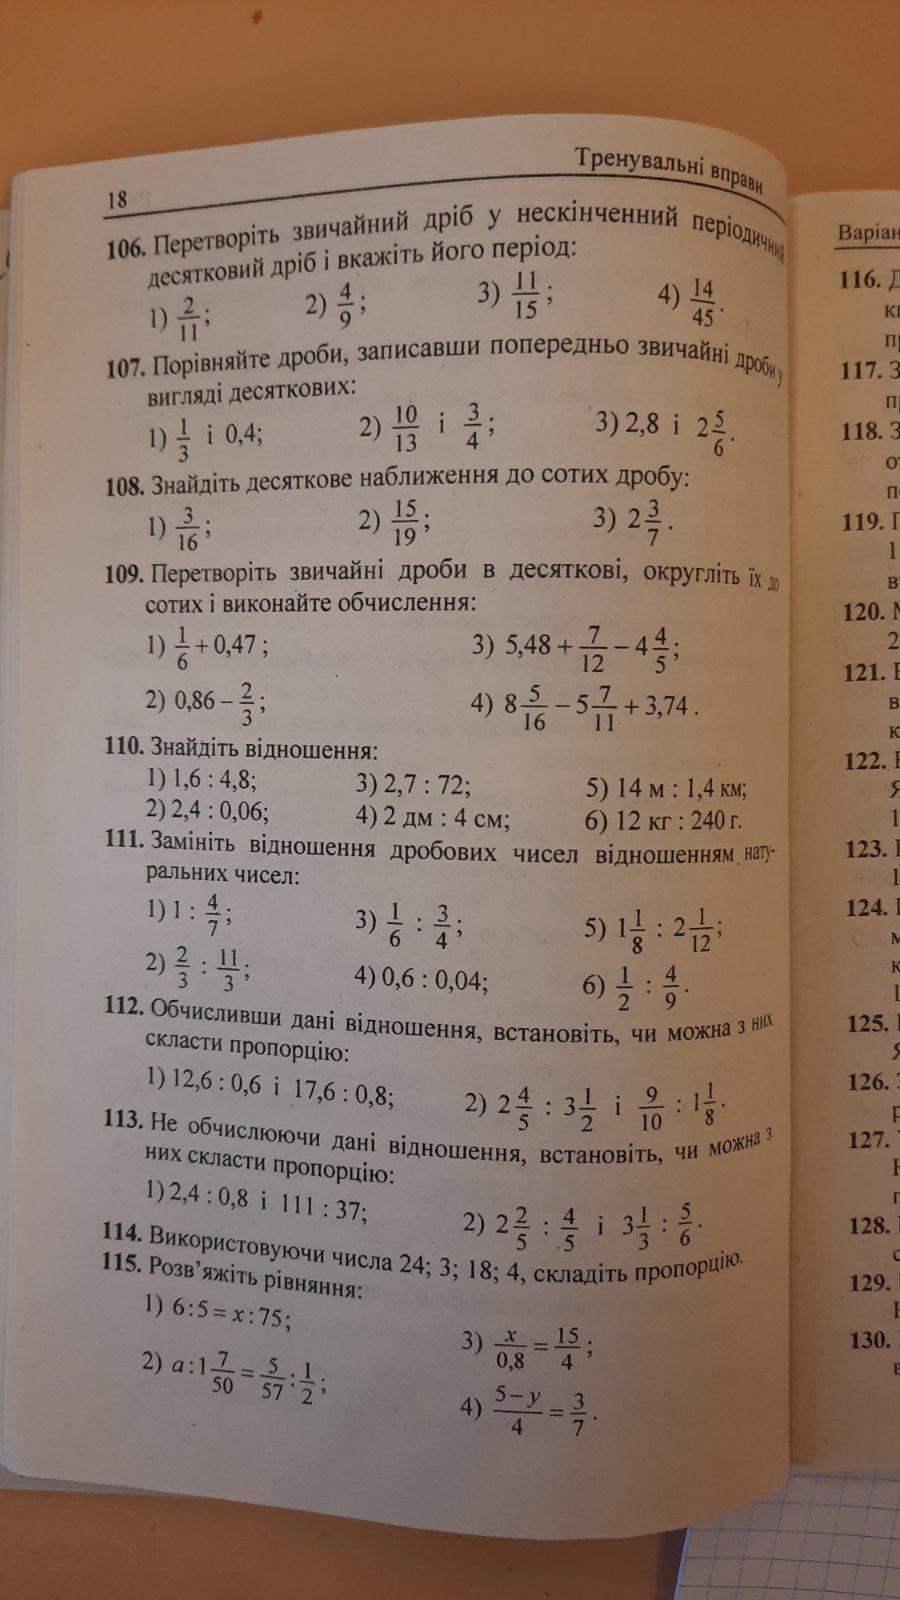 18
Тренувальні вправи
106. Перетворіть звичайний дріб у нескінченний періодичний
десятковий дріб і вкажіть його період:
1) 2/11; 2) 4/9; 3) 11/15; 4) 14/45.
107. Порівняйте дроби, записавши попередньо звичайні дроби у
вигляді десяткових:
1) 1/3 і 0,4; 2) 10/13 і 3/4; 3) 2,8 і 2 5/6.
108. Знайдіть десяткове наближення до сотих дробу:
1) 3/16; 2) 15/19; 3) 2 3/7.
109. Перетворіть звичайні дроби в десяткові, округліть їх до
сотих і виконайте обчислення:
1) 1/6 + 0,47; 3) 5,48 + 7/12 − 4 4/5;
2) 0,86 − 2/3; 4) 8 5/16 − 5 7/11 + 3,74.
110. Знайдіть відношення:
1) 1,6 : 4,8; 3) 2,7 : 72; 5) 14 м : 1,4 км;
2) 2,4 : 0,06; 4) 2 дм : 4 см; 6) 12 кг : 240 г.
111. Замініть відношення дробових чисел відношенням нату-
ральних чисел:
1) 1 : 4/7; 3) 1/6 : 3/4; 5) 1 1/8 : 2 1/12;
2) 2/3 : 11/3; 4) 0,6 : 0,04; 6) 1/2 : 4/9.
112. Обчисливши дані відношення, встановіть, чи можна з них
скласти пропорцію:
1) 12,6 : 0,6 і 17,6 : 0,8; 2) 2 4/5 : 3 1/2 і 9/10 : 1 1/8.
113. Не обчислюючи дані відношення, встановіть, чи можна з
них скласти пропорцію:
1) 2,4 : 0,8 і 111 : 37; 2) 2 2/5 : 4/5 і 3 1/3 : 5/6.
114. Використовуючи числа 24; 3; 18; 4, складіть пропорцію.
115. Розв’яжіть рівняння:
1) 6 : 5 = x : 75; 3) x/0,8 = 15/4;
2) a : 1 7/50 = 5/57 : 1/2; 4) (5 − y)/4 = 3/7.
116.
117.
118.
119.
120.
121.
122.
123.
124.
125.
126.
127.
128.
129.
130.